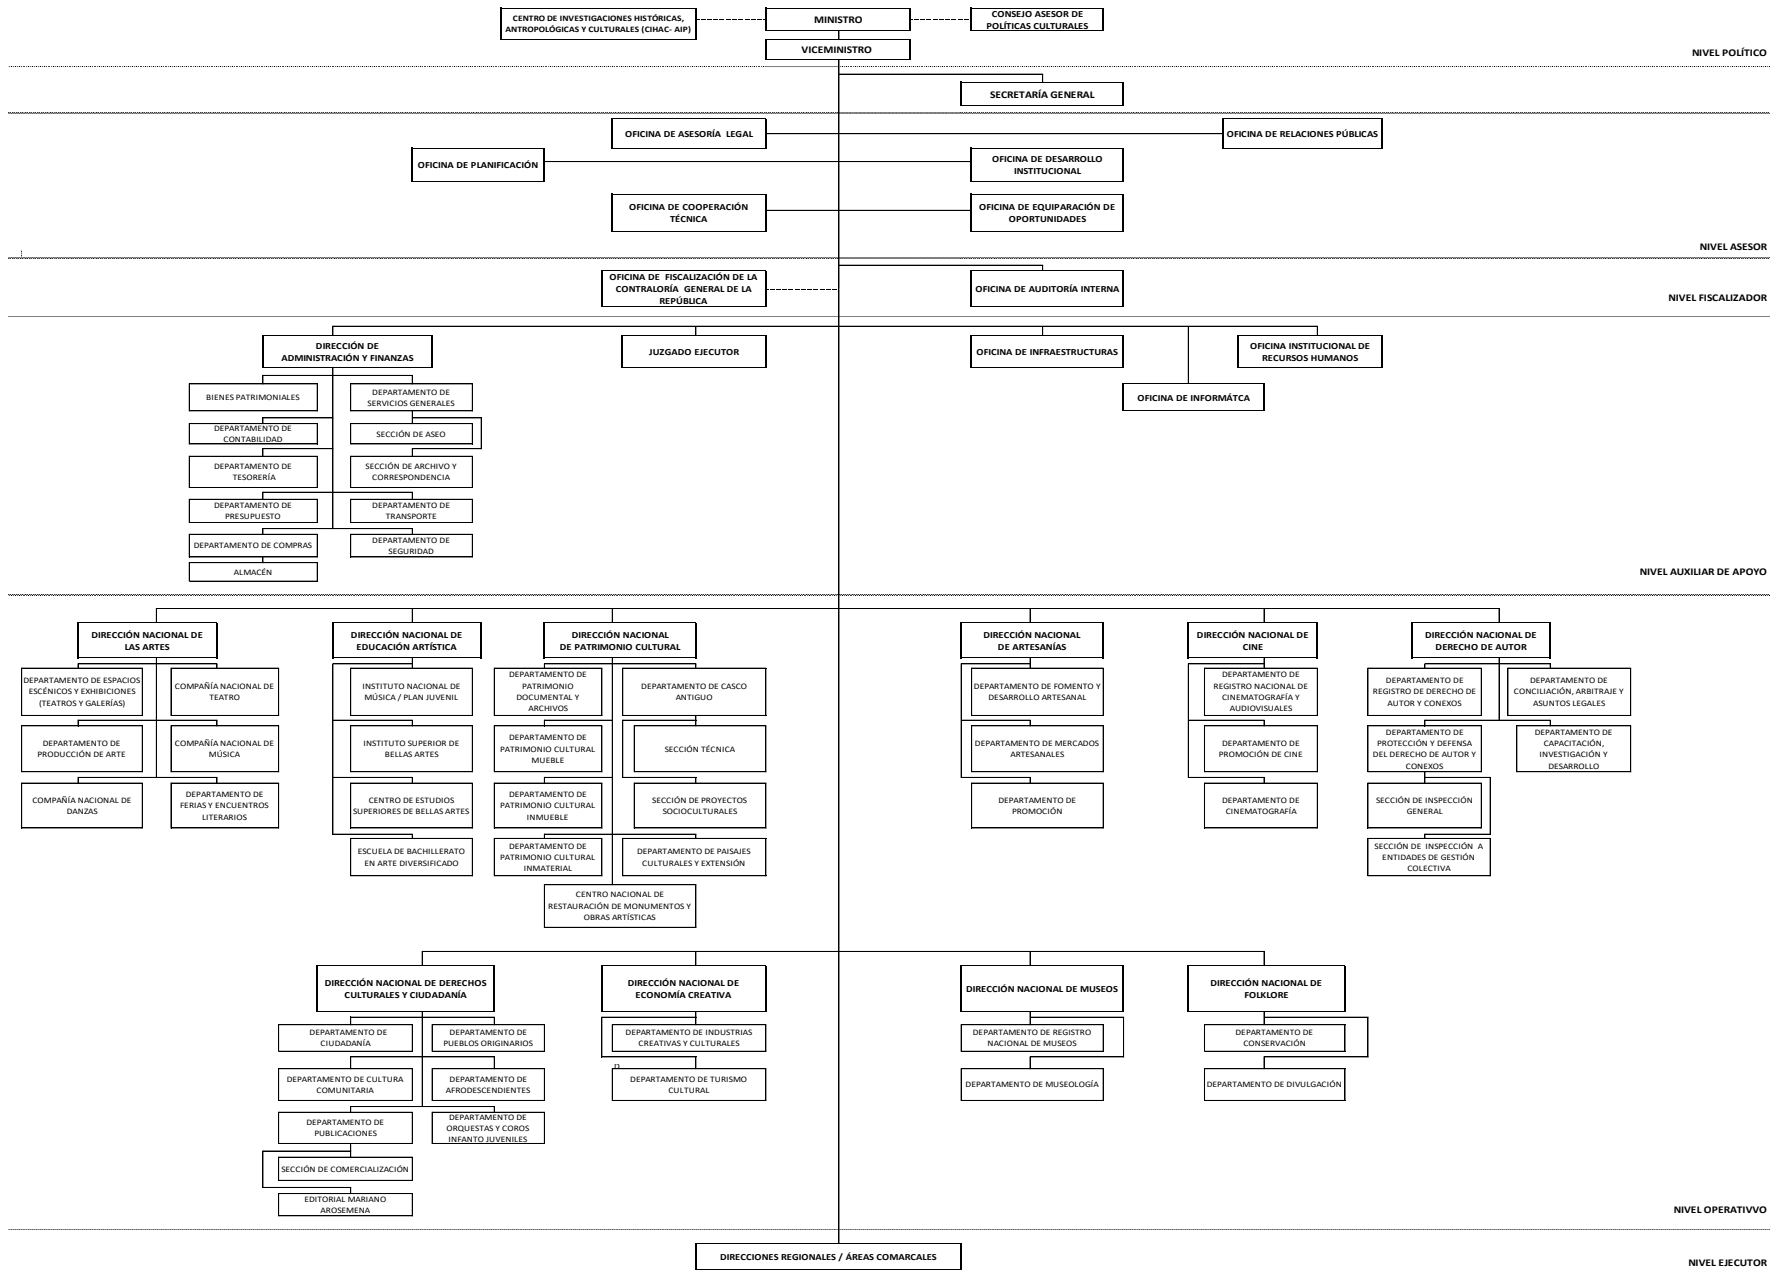 CENTRO DE INVESTIGACIONES HISTÓRICAS,
ANTROPOLÓGICAS Y CULTURALES (CIHAC- AIP)
MINISTRO
CONSEJO ASESOR DE
POLÍTICAS CULTURALES
VICEMINISTRO
NIVEL POLÍTICO
SECRETARÍA GENERAL
OFICINA DE ASESORÍA LEGAL
OFICINA DE RELACIONES PÚBLICAS
OFICINA DE PLANIFICACIÓN
OFICINA DE DESARROLLO
INSTITUCIONAL
OFICINA DE COOPERACIÓN
TÉCNICA
OFICINA DE EQUIPARACIÓN DE
OPORTUNIDADES
NIVEL ASESOR
OFICINA DE FISCALIZACIÓN DE LA
CONTRALORÍA GENERAL DE LA
REPÚBLICA
OFICINA DE AUDITORÍA INTERNA
NIVEL FISCALIZADOR
DIRECCIÓN DE
ADMINISTRACIÓN Y FINANZAS
JUZGADO EJECUTOR
OFICINA DE INFRAESTRUCTURAS
OFICINA INSTITUCIONAL DE
RECURSOS HUMANOS
OFICINA DE INFORMÁTCA
BIENES PATRIMONIALES
DEPARTAMENTO DE
SERVICIOS GENERALES
DEPARTAMENTO DE
CONTABILIDAD
SECCIÓN DE ASEO
DEPARTAMENTO DE
TESORERÍA
SECCIÓN DE ARCHIVO Y
CORRESPONDENCIA
DEPARTAMENTO DE
PRESUPUESTO
DEPARTAMENTO DE
TRANSPORTE
DEPARTAMENTO DE COMPRAS
DEPARTAMENTO DE
SEGURIDAD
ALMACÉN
NIVEL AUXILIAR DE APOYO
DIRECCIÓN NACIONAL DE
LAS ARTES
DIRECCIÓN NACIONAL DE
EDUCACIÓN ARTÍSTICA
DIRECCIÓN NACIONAL
DE PATRIMONIO CULTURAL
DIRECCIÓN NACIONAL
DE ARTESANÍAS
DIRECCIÓN NACIONAL DE
CINE
DIRECCIÓN NACIONAL DE
DERECHO DE AUTOR
DEPARTAMENTO DE ESPACIOS
ESCÉNICOS Y EXHIBICIONES
(TEATROS Y GALERÍAS)
COMPAÑÍA NACIONAL DE
TEATRO
INSTITUTO NACIONAL DE
MÚSICA / PLAN JUVENIL
DEPARTAMENTO DE
PATRIMONIO
DOCUMENTAL Y
ARCHIVOS
DEPARTAMENTO DE CASCO
ANTIGUO
DEPARTAMENTO DE FOMENTO Y
DESARROLLO ARTESANAL
DEPARTAMENTO DE
REGISTRO NACIONAL DE
CINEMATOGRAFÍA Y
AUDIOVISUALES
DEPARTAMENTO DE
REGISTRO DE DERECHO DE
AUTOR Y CONEXOS
DEPARTAMENTO DE
CONCILIACIÓN, ARBITRAJE Y
ASUNTOS LEGALES
DEPARTAMENTO DE
PRODUCCIÓN DE ARTE
COMPAÑÍA NACIONAL DE
MÚSICA
INSTITUTO SUPERIOR DE
BELLAS ARTES
DEPARTAMENTO DE
PATRIMONIO CULTURAL
MUEBLE
SECCIÓN TÉCNICA
DEPARTAMENTO DE MERCADOS
ARTESANALES
DEPARTAMENTO DE
PROMOCIÓN DE CINE
DEPARTAMENTO DE
PROTECCIÓN Y DEFENSA
DEL DERECHO DE AUTOR Y
CONEXOS
DEPARTAMENTO DE
CAPACITACIÓN,
INVESTIGACIÓN Y
DESARROLLO
COMPAÑÍA NACIONAL DE
DANZAS
DEPARTAMENTO DE
FERIAS Y ENCUENTROS
LITERARIOS
CENTRO DE ESTUDIOS
SUPERIORES DE BELLAS ARTES
DEPARTAMENTO DE
PATRIMONIO CULTURAL
INMUEBLE
SECCIÓN DE PROYECTOS
SOCIOCULTURALES
DEPARTAMENTO DE
PROMOCIÓN
DEPARTAMENTO DE
CINEMATOGRAFÍA
SECCIÓN DE INSPECCIÓN
GENERAL
ESCUELA DE BACHILLERATO
EN ARTE DIVERSIFICADO
DEPARTAMENTO DE
PATRIMONIO CULTURAL
INMATERIAL
DEPARTAMENTO DE PAISAJES
CULTURALES Y EXTENSIÓN
SECCIÓN DE INSPECCIÓN A
ENTIDADES DE GESTIÓN
COLECTIVA
CENTRO NACIONAL DE
RESTAURACIÓN DE MONUMENTOS Y
OBRAS ARTÍSTICAS
DIRECCIÓN NACIONAL DE DERECHOS
CULTURALES Y CIUDADANÍA
DIRECCIÓN NACIONAL DE
ECONOMÍA CREATIVA
DIRECCIÓN NACIONAL DE MUSEOS
DIRECCIÓN NACIONAL DE
FOLKLORE
DEPARTAMENTO DE
CIUDADANÍA
DEPARTAMENTO DE
PUEBLOS ORIGINARIOS
DEPARTAMENTO DE INDUSTRIAS
CREATIVAS Y CULTURALES
DEPARTAMENTO DE REGISTRO
NACIONAL DE MUSEOS
DEPARTAMENTO DE
CONSERVACIÓN
DEPARTAMENTO DE CULTURA
COMUNITARIA
DEPARTAMENTO DE
AFRODESCENDIENTES
DEPARTAMENTO DE TURISMO
CULTURAL
DEPARTAMENTO DE MUSEOLOGÍA
DEPARTAMENTO DE DIVULGACIÓN
DEPARTAMENTO DE
PUBLICACIONES
DEPARTAMENTO DE
ORQUESTAS Y COROS
INFANTO JUVENILES
SECCIÓN DE COMERCIALIZACIÓN
EDITORIAL MARIANO
AROSEMENA
NIVEL OPERATIVVO
DIRECCIONES REGIONALES / ÁREAS COMARCALES
NIVEL EJECUTOR